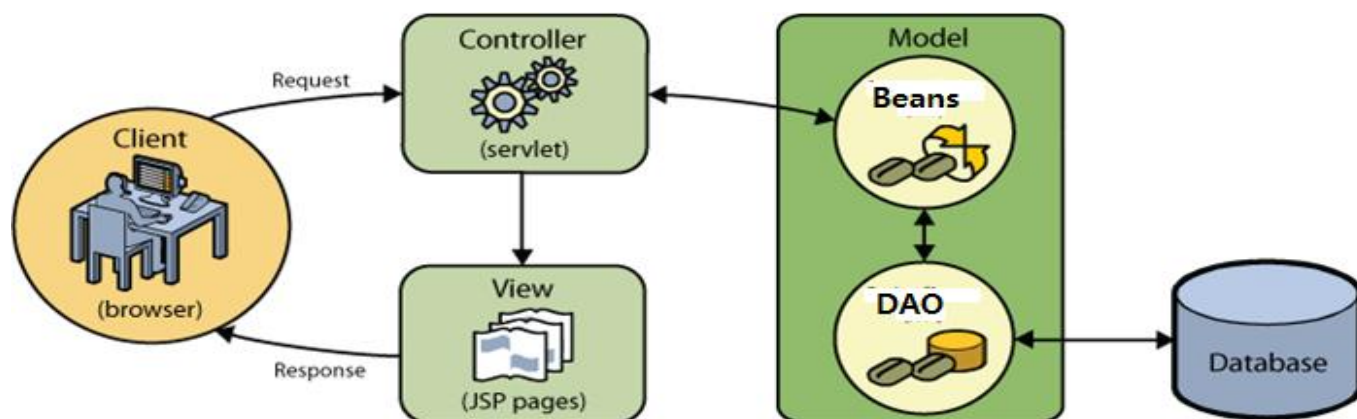 Client
(browser)
Request
Controller
(servlet)
View
(JSP pages)
Response
Model
Beans
DAO
Database